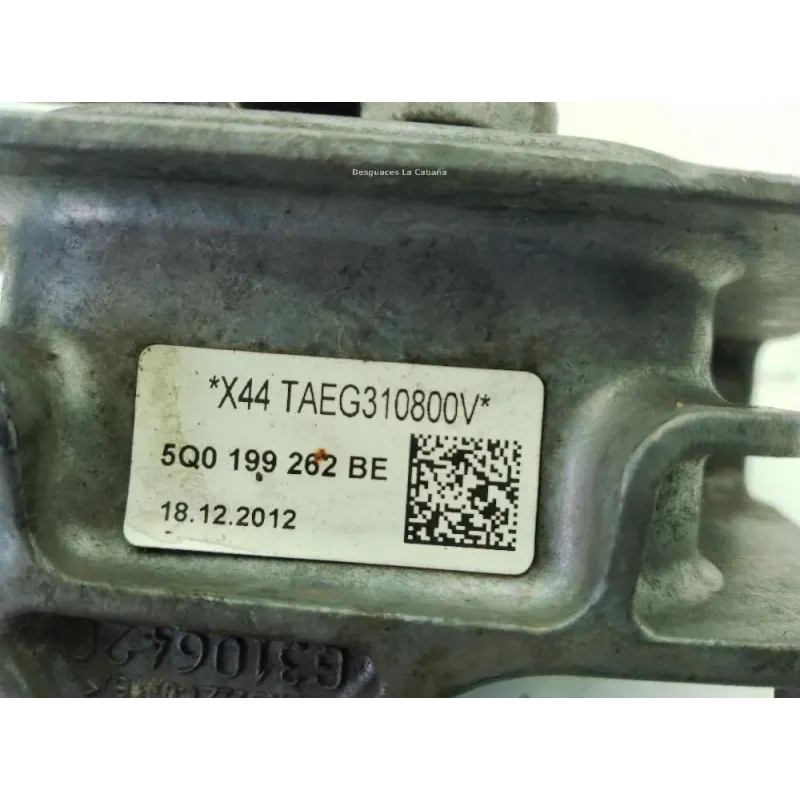 Desguaces La Cabaña
*X44 TAEG310800V*
5Q0 199 262 BE
18.12.2012